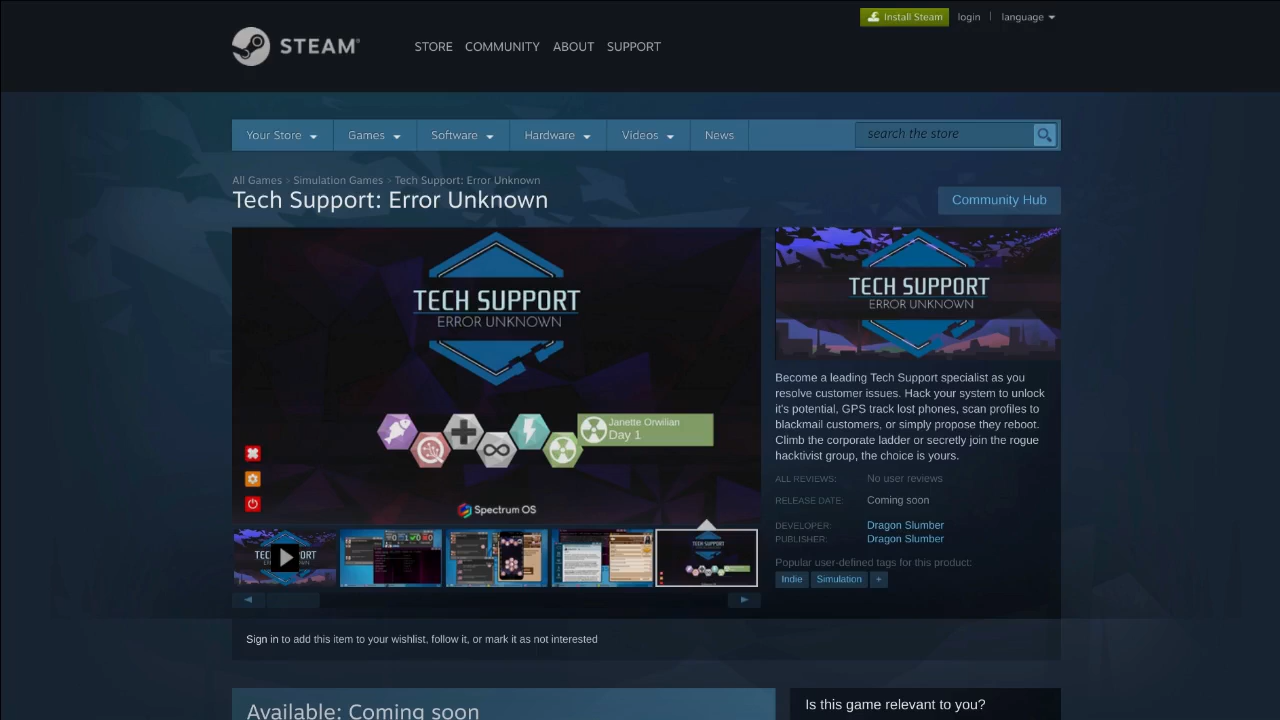 Install Steam
login
language
STEAM
STORE COMMUNITY ABOUT SUPPORT
Your Store Games Software Hardware Videos News
search the store
All Games > Simulation Games > Tech Support: Error Unknown
Tech Support: Error Unknown
Community Hub
TECH SUPPORT
ERROR UNKNOWN
Janette Orwilian
Day 1
Spectrum OS
TECH SUPPORT
ERROR UNKNOWN
Become a leading Tech Support specialist as you
resolve customer issues. Hack your system to unlock
it's potential, GPS track lost phones, scan profiles to
blackmail customers, or simply propose they reboot.
Climb the corporate ladder or secretly join the rogue
hacktivist group, the choice is yours.
ALL REVIEWS: No user reviews
RELEASE DATE: Coming soon
DEVELOPER: Dragon Slumber
PUBLISHER: Dragon Slumber
Popular user-defined tags for this product:
Indie Simulation +
Sign in to add this item to your wishlist, follow it, or mark it as not interested
Available: Coming soon
Is this game relevant to you?